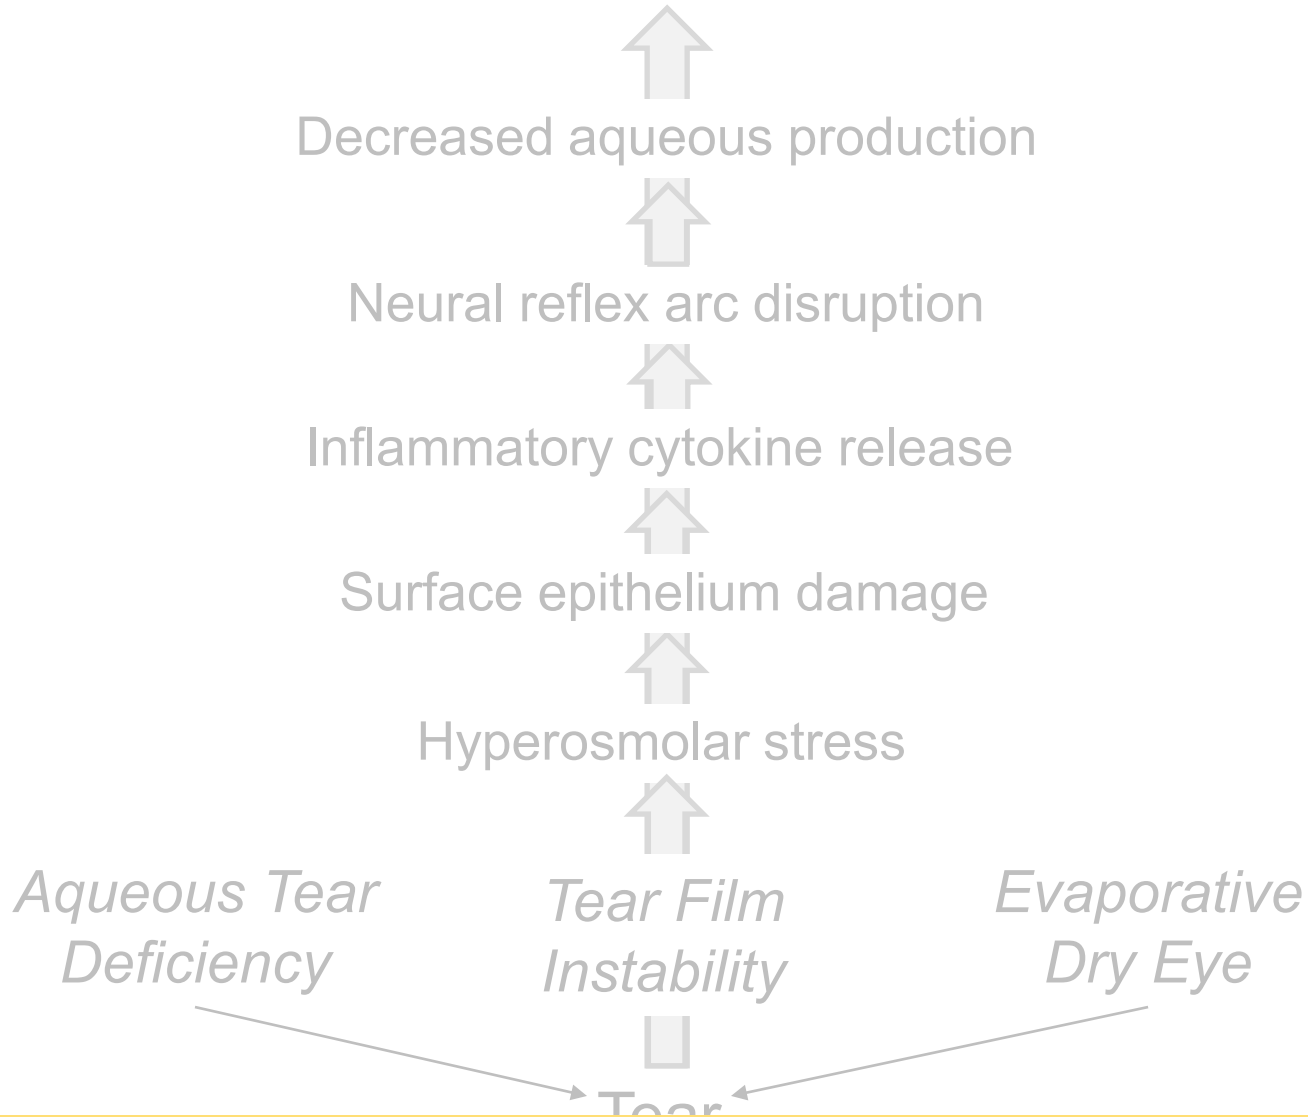 Decreased aqueous production
Neural reflex arc disruption
Inflammatory cytokine release
Surface epithelium damage
Hyperosmolar stress
Aqueous Tear
Deficiency
Tear Film
Instability
Evaporative
Dry Eye
Tear